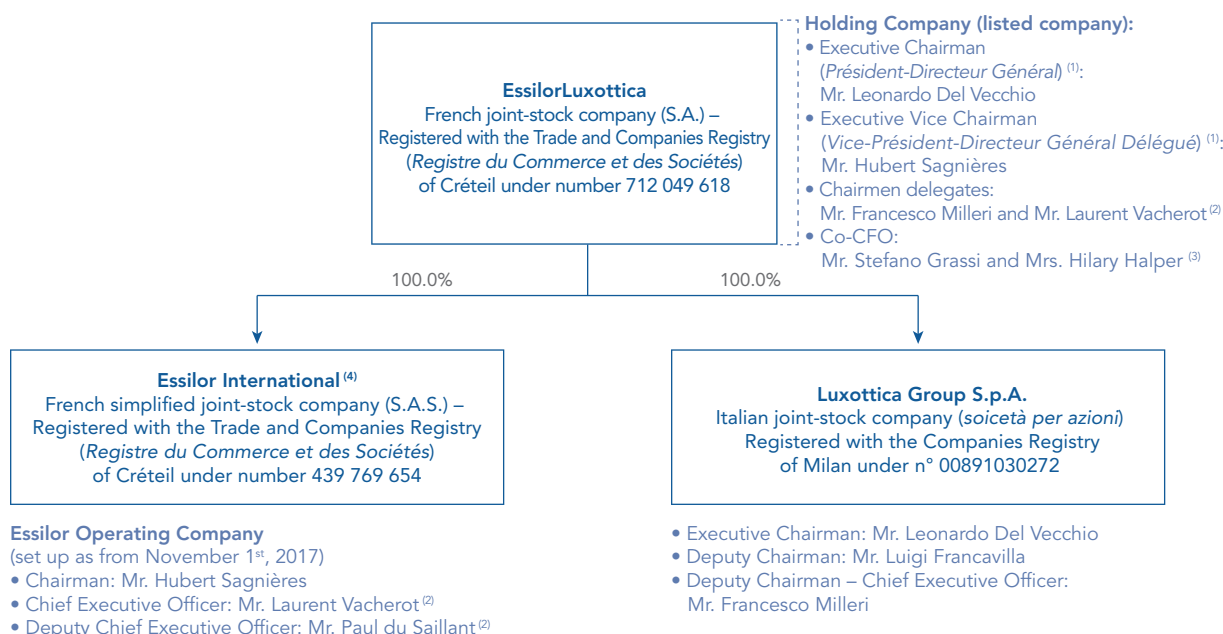 EssilorLuxottica
French joint-stock company (S.A.) –
Registered with the Trade and Companies Registry
(Registre du Commerce et des Sociétés)
of Créteil under number 712 049 618
Holding Company (listed company):
• Executive Chairman
(Président-Directeur Général) (1):
Mr. Leonardo Del Vecchio
• Executive Vice Chairman
(Vice-Président-Directeur Général Délégué) (1):
Mr. Hubert Sagnières
• Chairmen delegates:
Mr. Francesco Milleri and Mr. Laurent Vacherot (2)
• Co-CFO:
Mr. Stefano Grassi and Mrs. Hilary Halper (3)
100.0%
100.0%
Essilor International (4)
French simplified joint-stock company (S.A.S.) –
Registered with the Trade and Companies Registry
(Registre du Commerce et des Sociétés)
of Créteil under number 439 769 654
Essilor Operating Company
(set up as from November 1st, 2017)
• Chairman: Mr. Hubert Sagnières
• Chief Executive Officer: Mr. Laurent Vacherot (2)
• Deputy Chief Executive Officer: Mr. Paul du Saillant (2)
Luxottica Group S.p.A.
Italian joint-stock company (soicetà per azioni)
Registered with the Companies Registry
of Milan under n° 00891030272
• Executive Chairman: Mr. Leonardo Del Vecchio
• Deputy Chairman: Mr. Luigi Francavilla
• Deputy Chairman – Chief Executive Officer:
Mr. Francesco Milleri